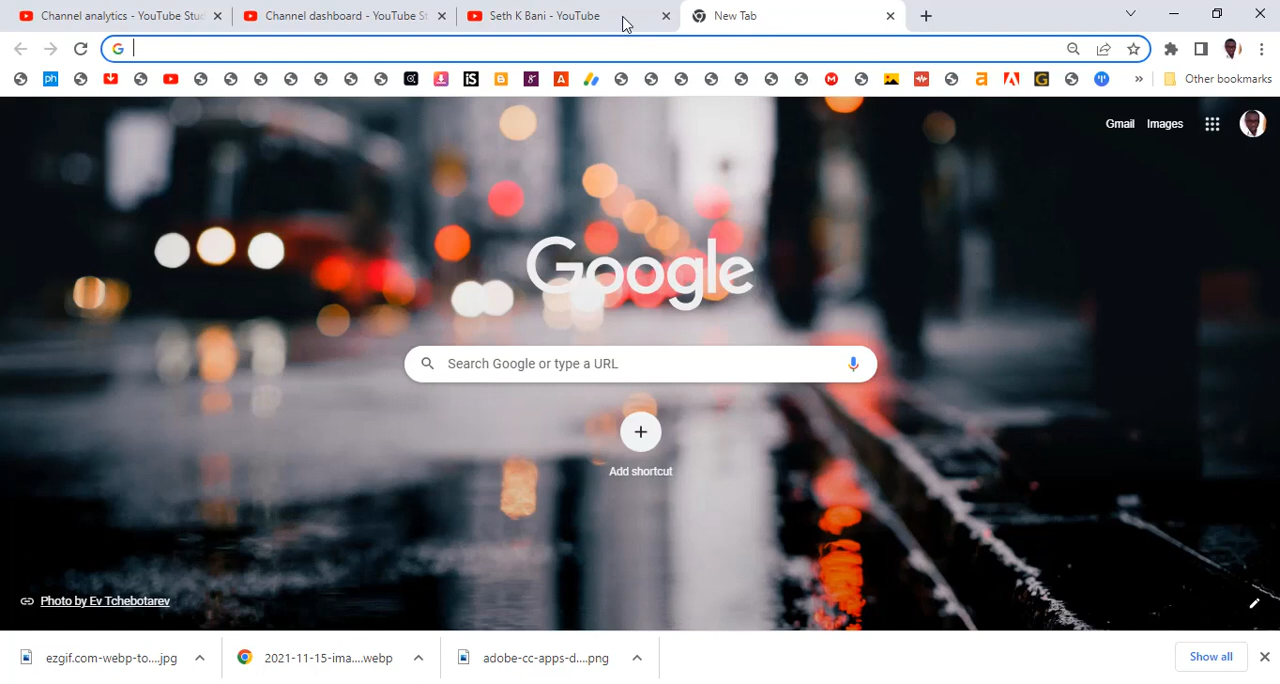 Channel analytics - YouTube Stud
Channel dashboard - YouTube St
Seth K Bani - YouTube
New Tab
Other bookmarks
Gmail
Images
Google
Search Google or type a URL
Add shortcut
Photo by Ev Tchebotarev
ezgif.com-webp-to....jpg
2021-11-15-ima....webp
adobe-cc-apps-d....png
Show all